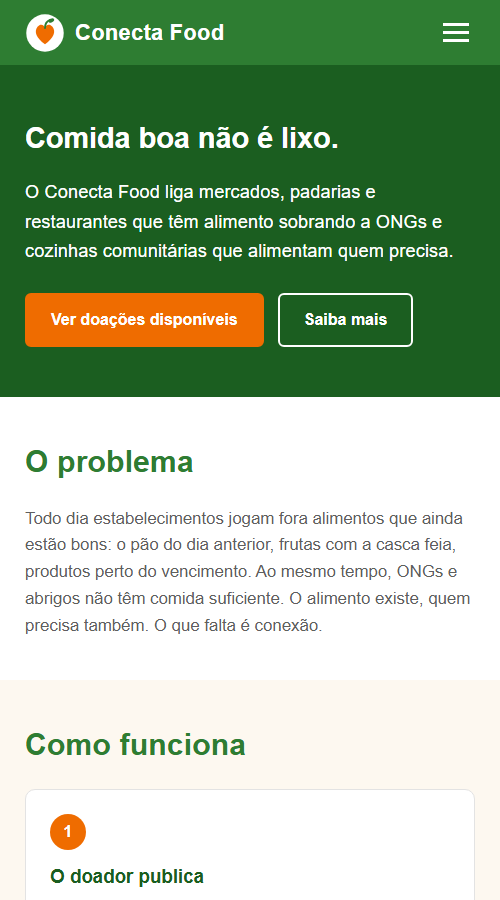 Conecta Food
Comida boa não é lixo.
O Conecta Food liga mercados, padarias e
restaurantes que têm alimento sobrando a ONGs e
cozinhas comunitárias que alimentam quem precisa.
Ver doações disponíveis
Saiba mais
O problema
Todo dia estabelecimentos jogam fora alimentos que ainda
estão bons: o pão do dia anterior, frutas com a casca feia,
produtos perto do vencimento. Ao mesmo tempo, ONGs e
abrigos não têm comida suficiente. O alimento existe, quem
precisa também. O que falta é conexão.
Como funciona
1
O doador publica